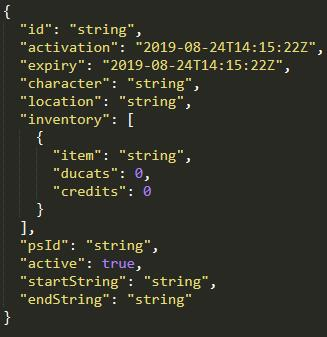 {
  "id": "string",
  "activation": "2019-08-24T14:15:22Z",
  "expiry": "2019-08-24T14:15:22Z",
  "character": "string",
  "location": "string",
  "inventory": [
    {
      "item": "string",
      "ducats": 0,
      "credits": 0
    }
  ],
  "psId": "string",
  "active": true,
  "startString": "string",
  "endString": "string"
}